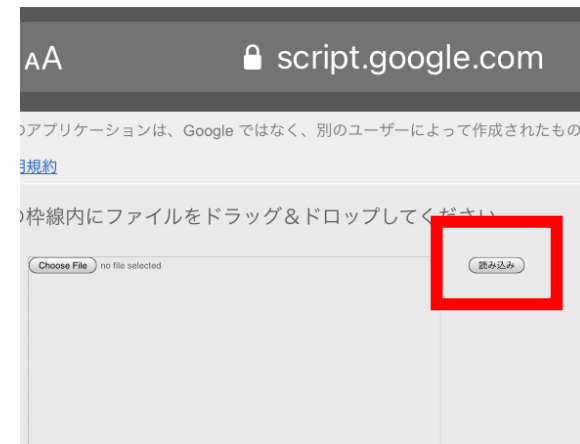 AA script.google.com
のアプリケーションは、Google ではなく、別のユーザーによって作成されたもの
用規約
の枠線内にファイルをドラッグ＆ドロップしてください
Choose File no file selected 読み込み